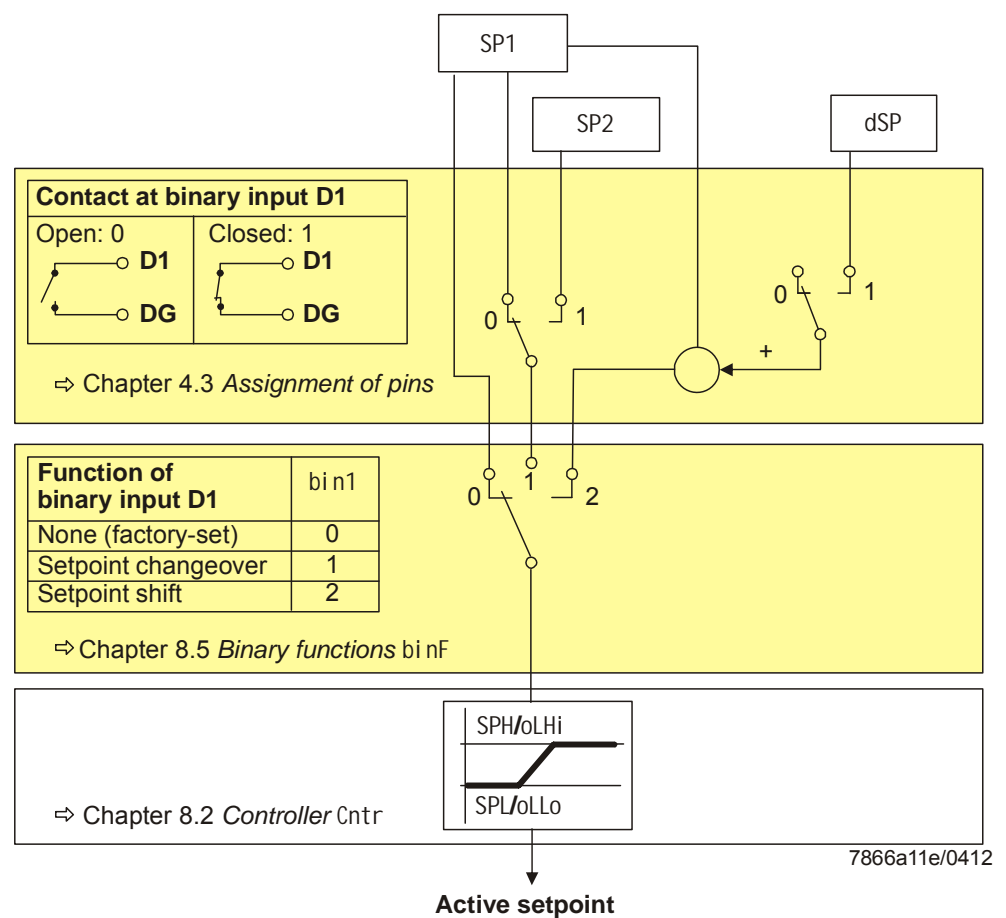 SP1
SP2
dSP
Contact at binary input D1
Open: 0
Closed: 1
D1
D1
DG
DG
0
1
0
1
+
⇨ Chapter 4.3 Assignment of pins
Function of
binary input D1
bin1
None (factory-set)
0
Setpoint changeover
1
Setpoint shift
2
0
1
2
⇨ Chapter 8.5 Binary functions binF
SPH/oLHi
SPL/oLLo
⇨ Chapter 8.2 Controller Cntr
7866a11e/0412
Active setpoint